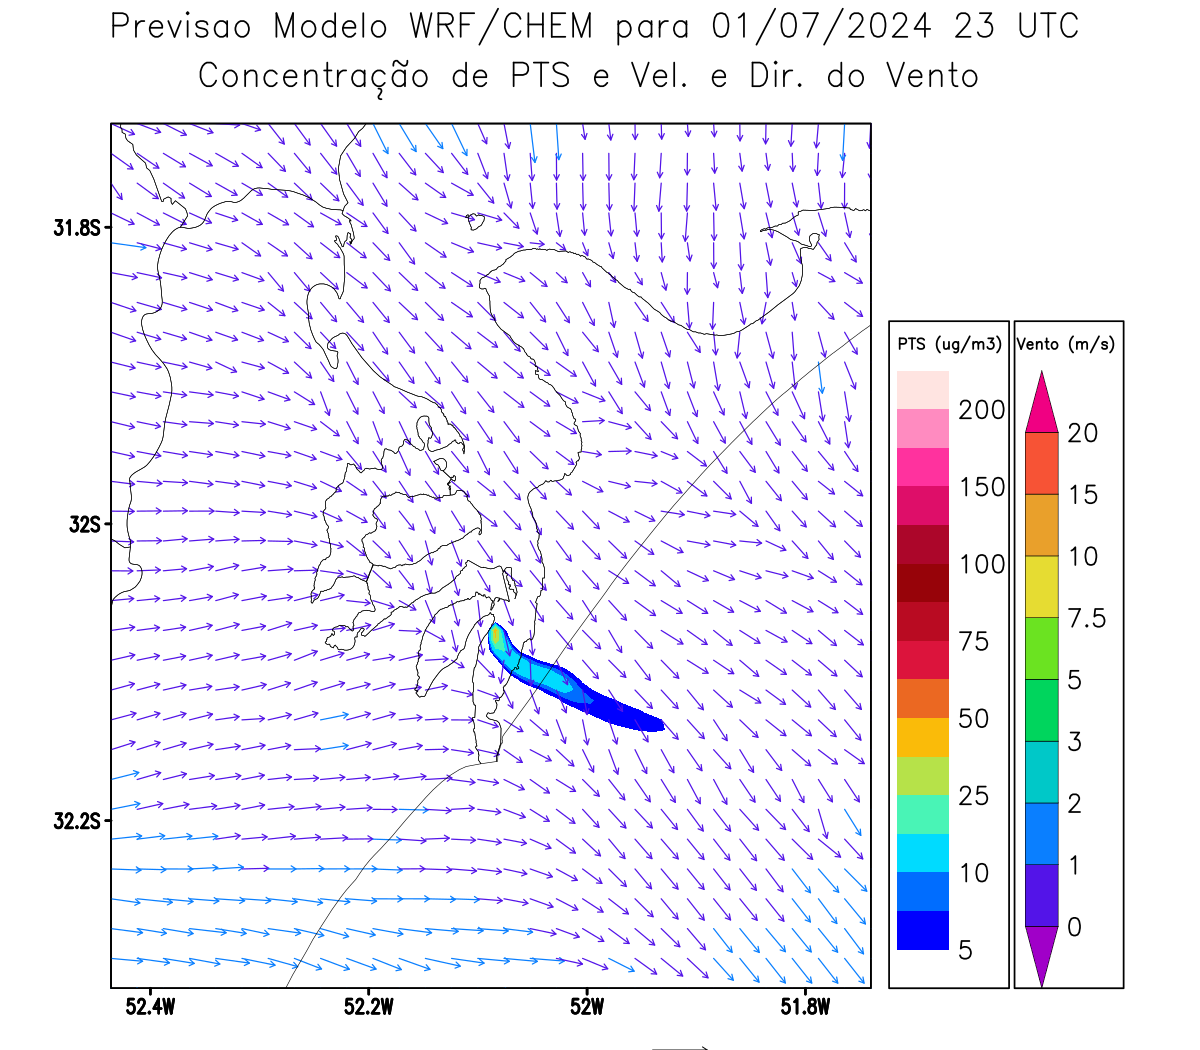 Previsao Modelo WRF/CHEM para 01/07/2024 23 UTC
Concentração de PTS e Vel. e Dir. do Vento
31.8S
32S
32.2S
52.4W
52.2W
52W
51.8W
PTS (ug/m3)
200
150
100
75
50
25
10
5
Vento (m/s)
20
15
10
7.5
5
3
2
1
0